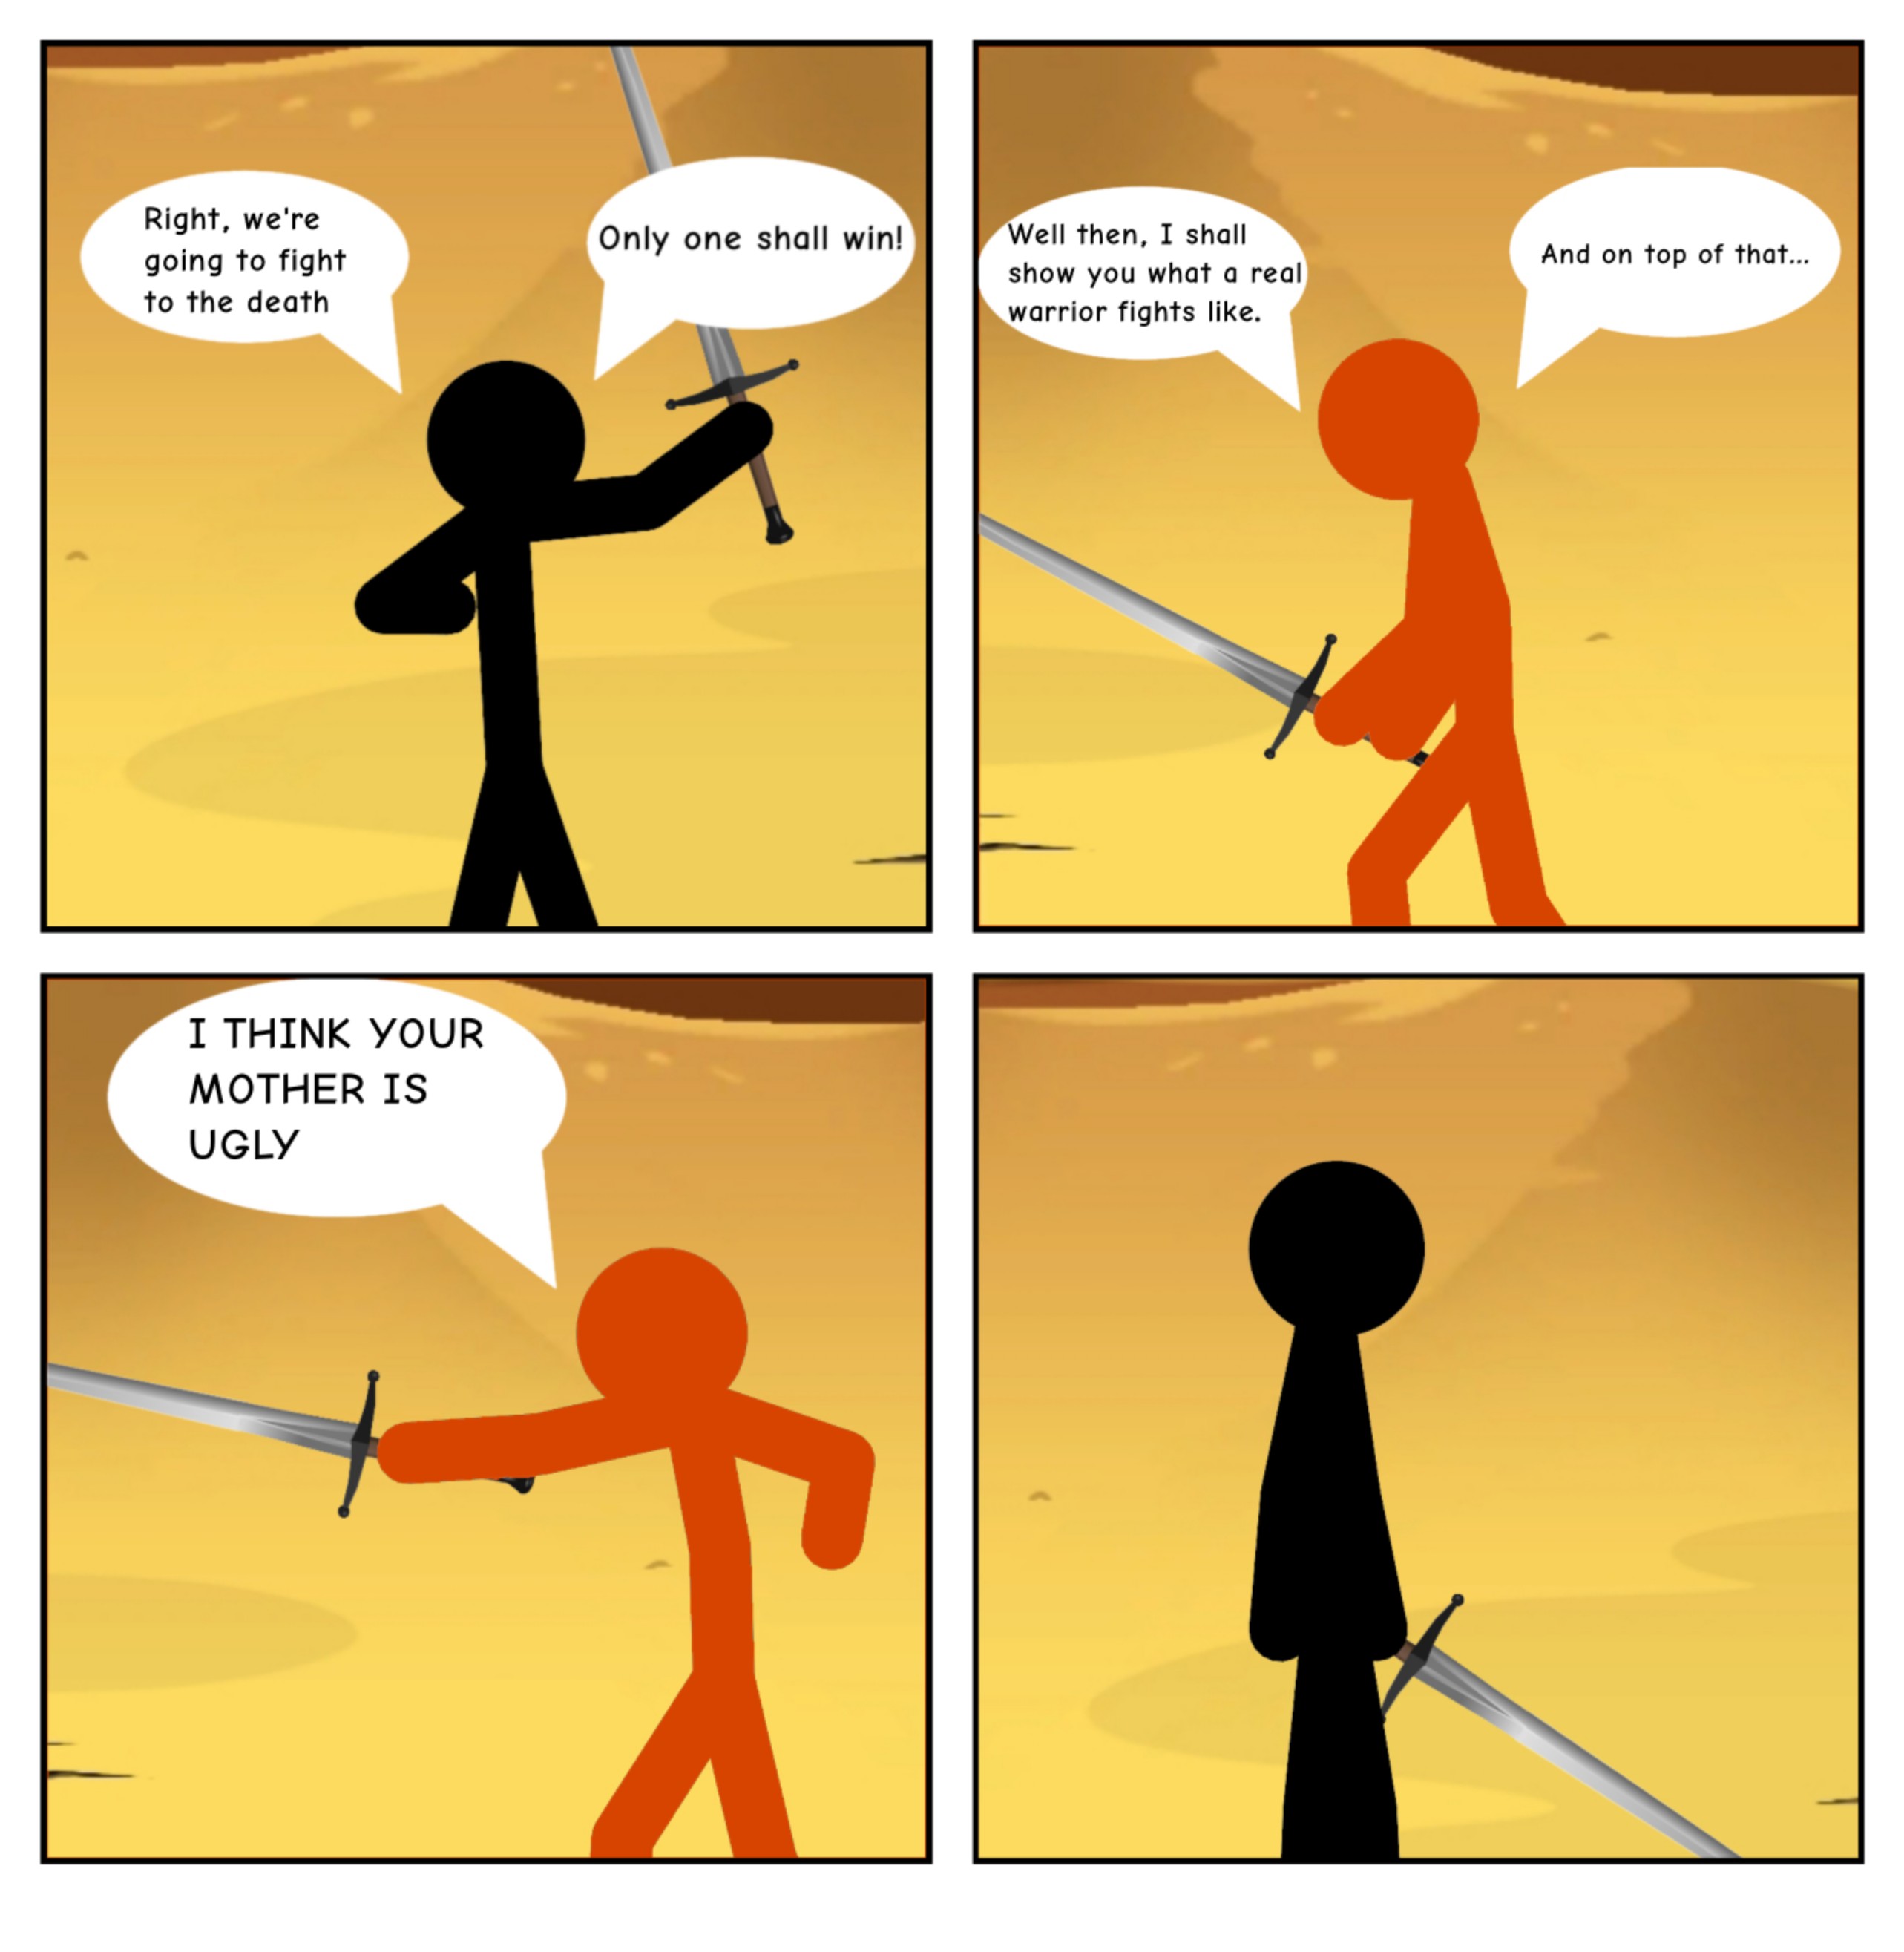 Right, we're
going to fight
to the death
Only one shall win!
Well then, I shall
show you what a real
warrior fights like.
And on top of that...
I THINK YOUR
MOTHER IS
UGLY